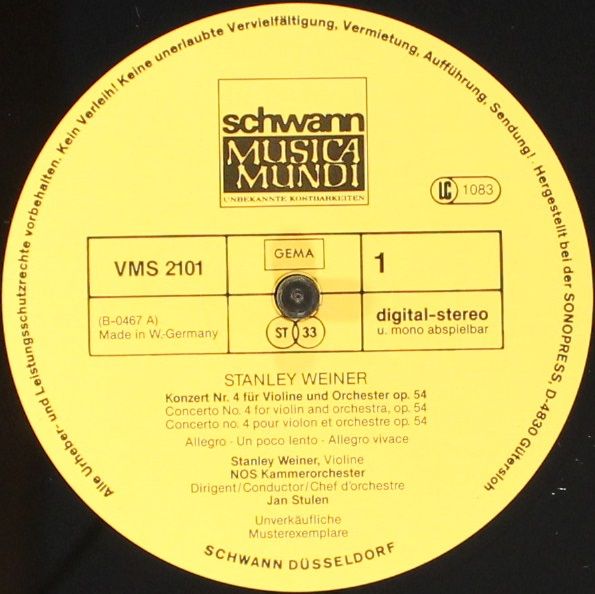 Alle Urheber- und Leistungsschutzrechte vorbehalten. Kein Verleih! Keine unerlaubte Vervielfältigung, Vermietung, Aufführung, Sendung! · Hergestellt bei der SONOPRESS, D-4830 Gütersloh
schwann
MUSICA
MUNDI
UNBEKANNTE KOSTBARKEITEN
LC 1083
VMS 2101
GEMA
1
(B-0467 A)
Made in W.-Germany
ST 33
digital-stereo
u. mono abspielbar
STANLEY WEINER
Konzert Nr. 4 für Violine und Orchester op. 54
Concerto No. 4 for violin and orchestra, op. 54
Concerto no. 4 pour violon et orchestre op. 54
Allegro - Un poco lento - Allegro vivace
Stanley Weiner, Violine
NOS Kammerorchester
Dirigent/Conductor/Chef d'orchestre
Jan Stulen
Unverkäufliche
Musterexemplare
SCHWANN DÜSSELDORF